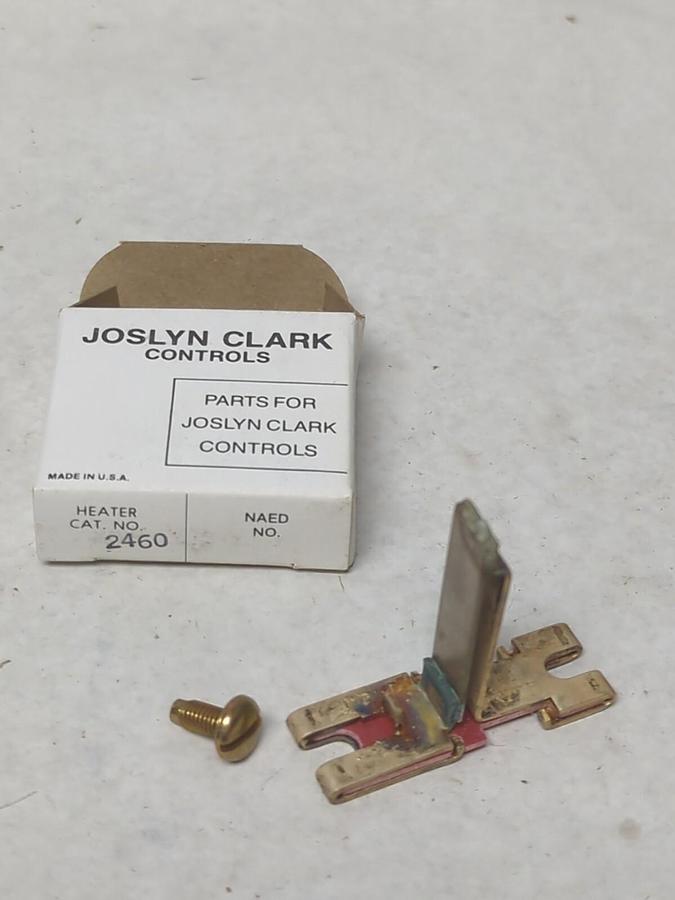 JOSLYN CLARK
CONTROLS
PARTS FOR
JOSLYN CLARK
CONTROLS
MADE IN U.S.A.
HEATER
CAT. NO.
2460
NAED
NO.